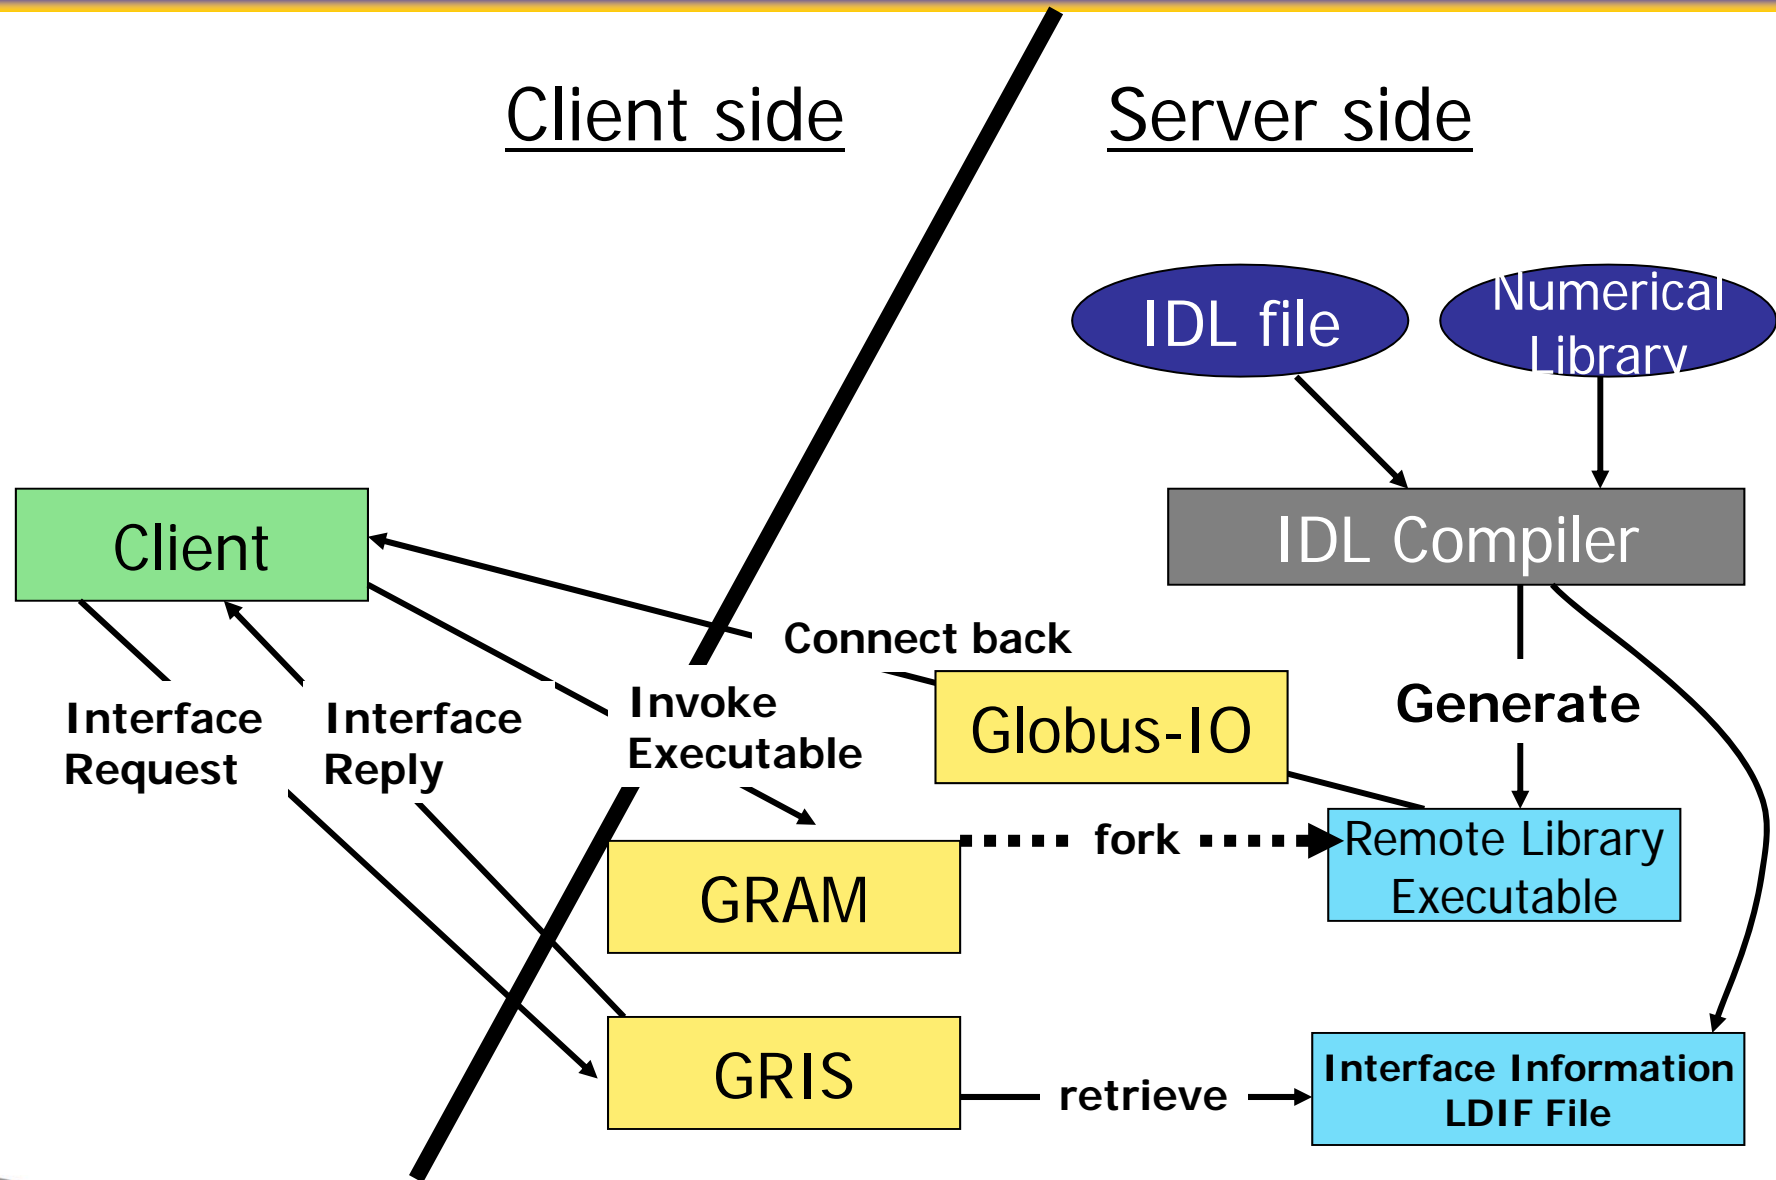 Client side
Server side
IDL file
Numerical
Library
Client
IDL Compiler
Connect back
Interface
Request
Interface
Reply
Invoke
Executable
Globus-IO
Generate
fork
Remote Library
Executable
GRAM
GRIS
retrieve
Interface Information
LDIF File